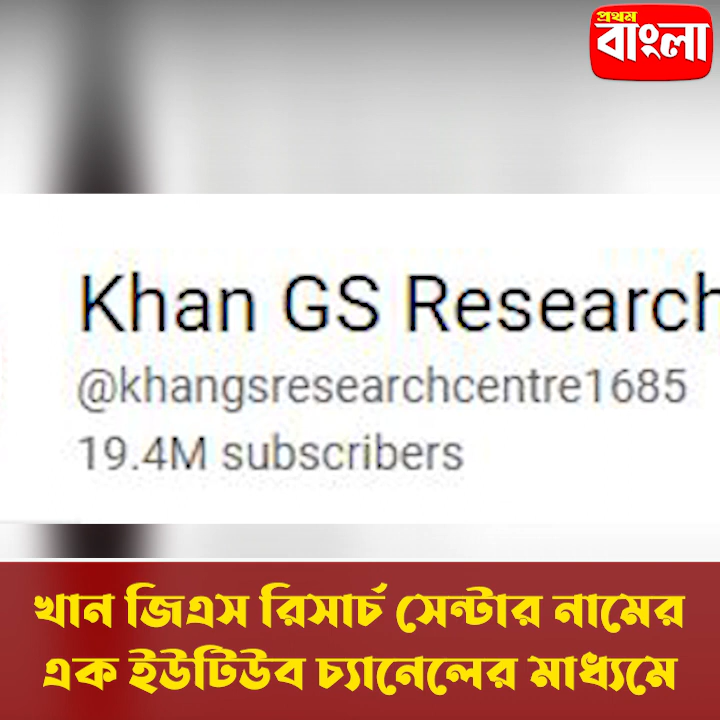 প্রথম
বাংলা
Khan GS Research
@khangsresearchcentre1685
19.4M subscribers
খান জিএস রিসার্চ সেন্টার নামের
এক ইউটিউব চ্যানেলের মাধ্যমে